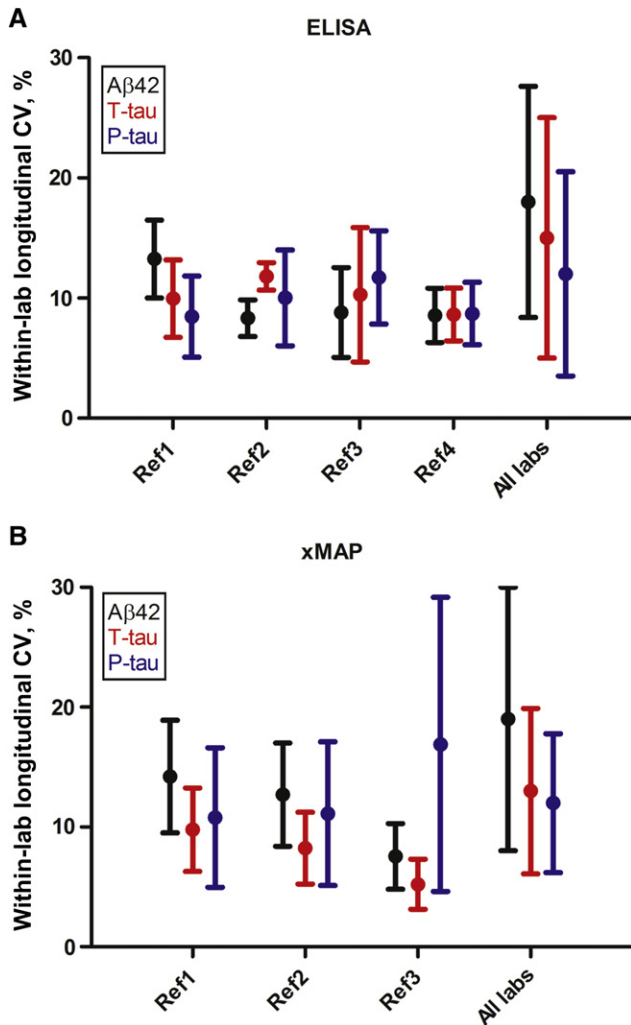 A
ELISA
Within-lab longitudinal CV, %
30
20
10
0
Aβ42
T-tau
P-tau
Ref1
Ref2
Ref3
Ref4
All labs
B
xMAP
Within-lab longitudinal CV, %
30
20
10
0
Aβ42
T-tau
P-tau
Ref1
Ref2
Ref3
All labs